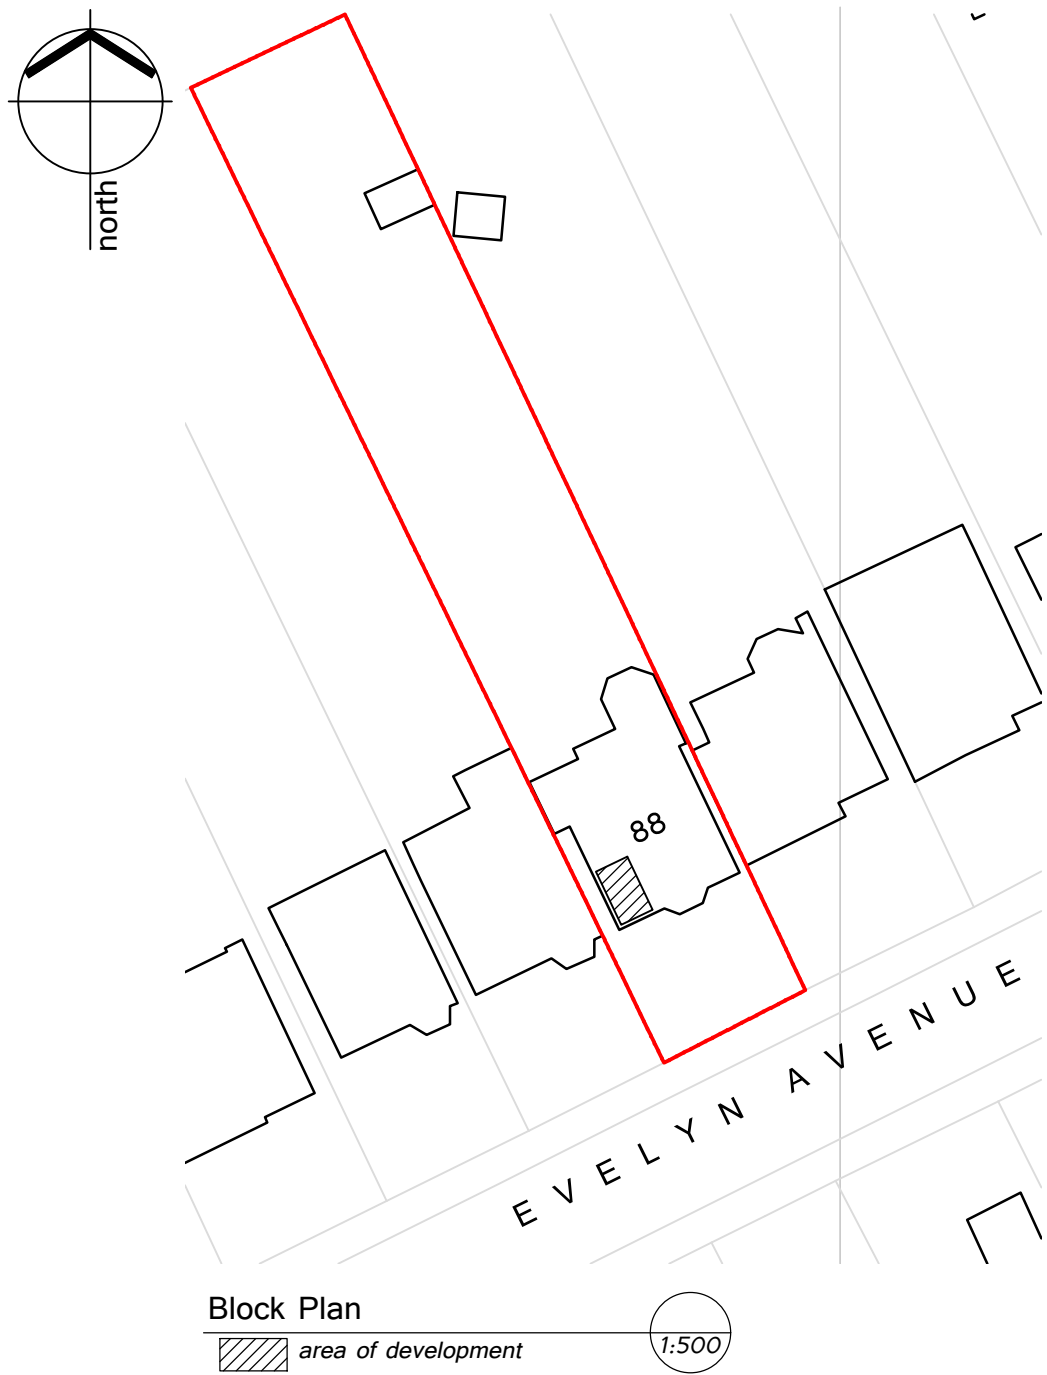 north
88
EVELYN AVENUE
Block Plan
1:500
area of development